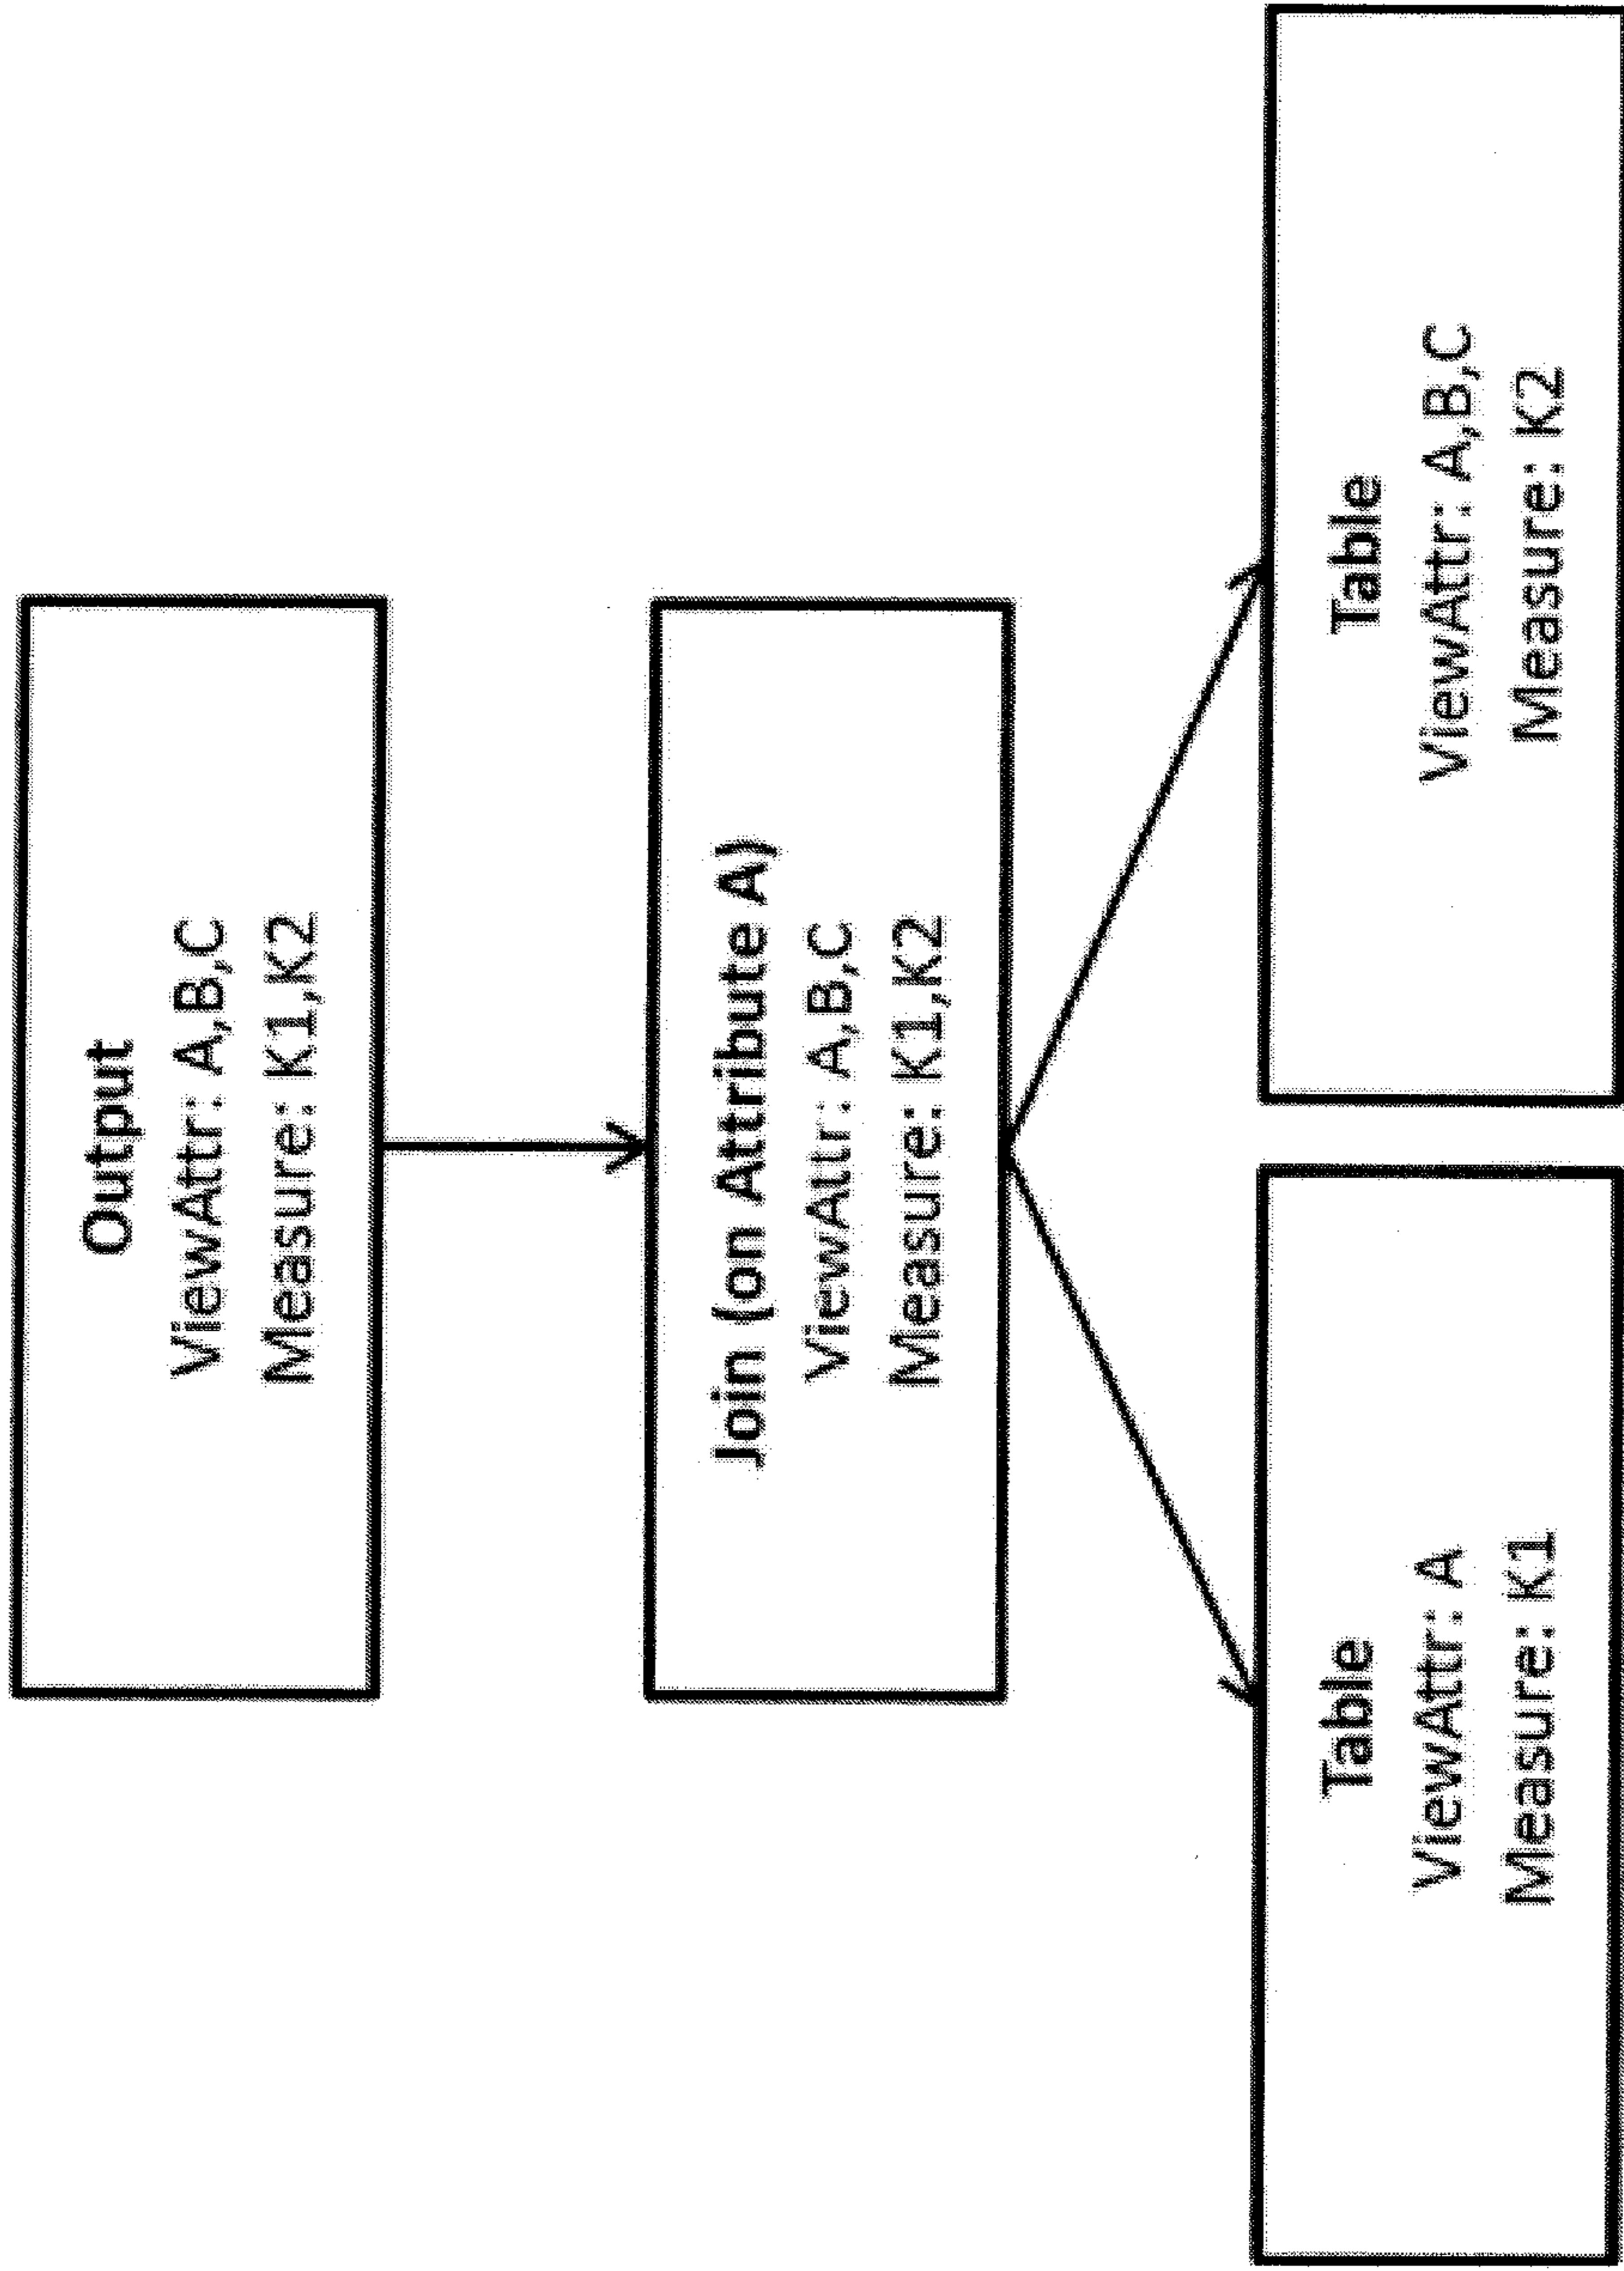 Output
ViewAttr: A,B,C
Measure: K1,K2
Join (on Attribute A)
ViewAttr: A,B,C
Measure: K1,K2
Table
ViewAttr: A
Measure: K1
Table
ViewAttr: A,B,C
Measure: K2